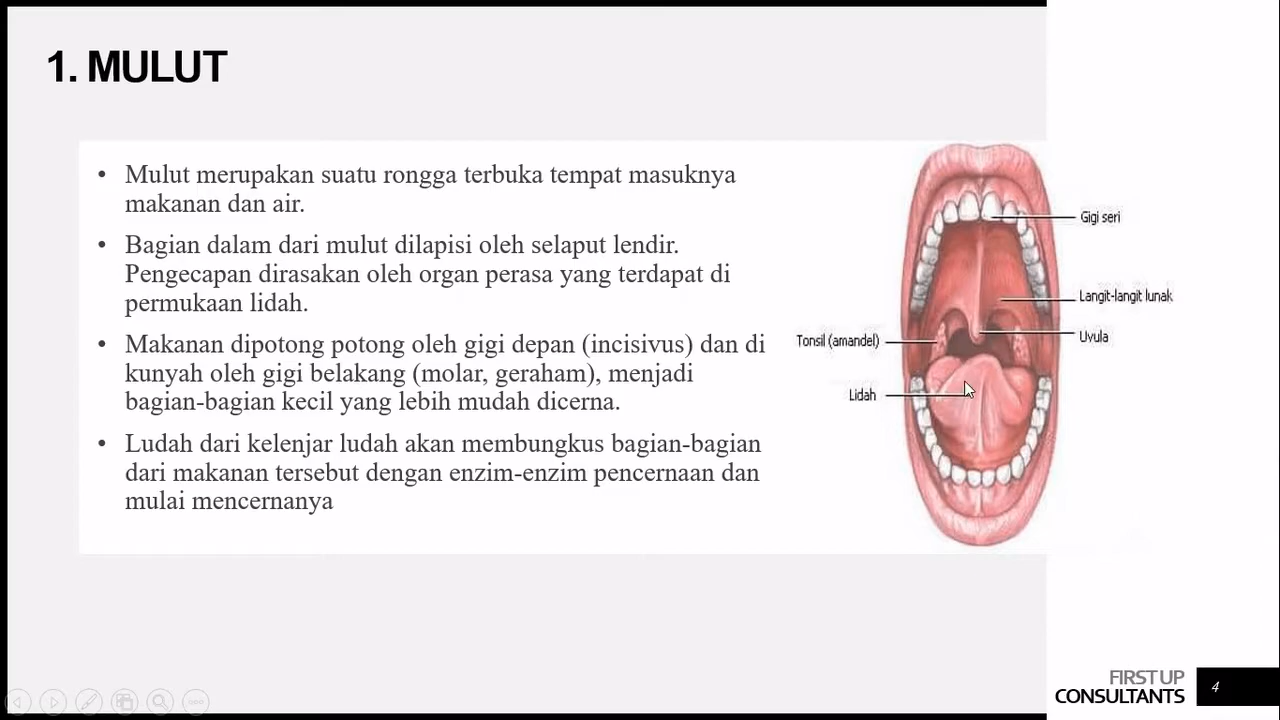 1. MULUT
• Mulut merupakan suatu rongga terbuka tempat masuknya
makanan dan air.
• Bagian dalam dari mulut dilapisi oleh selaput lendir.
Pengecapan dirasakan oleh organ perasa yang terdapat di
permukaan lidah.
• Makanan dipotong potong oleh gigi depan (incisivus) dan di
kunyah oleh gigi belakang (molar, geraham), menjadi
bagian-bagian kecil yang lebih mudah dicerna.
• Ludah dari kelenjar ludah akan membungkus bagian-bagian
dari makanan tersebut dengan enzim-enzim pencernaan dan
mulai mencernanya
Gigi seri
Langit-langit lunak
Uvula
Tonsil (amandel)
Lidah
FIRST UP
CONSULTANTS
4